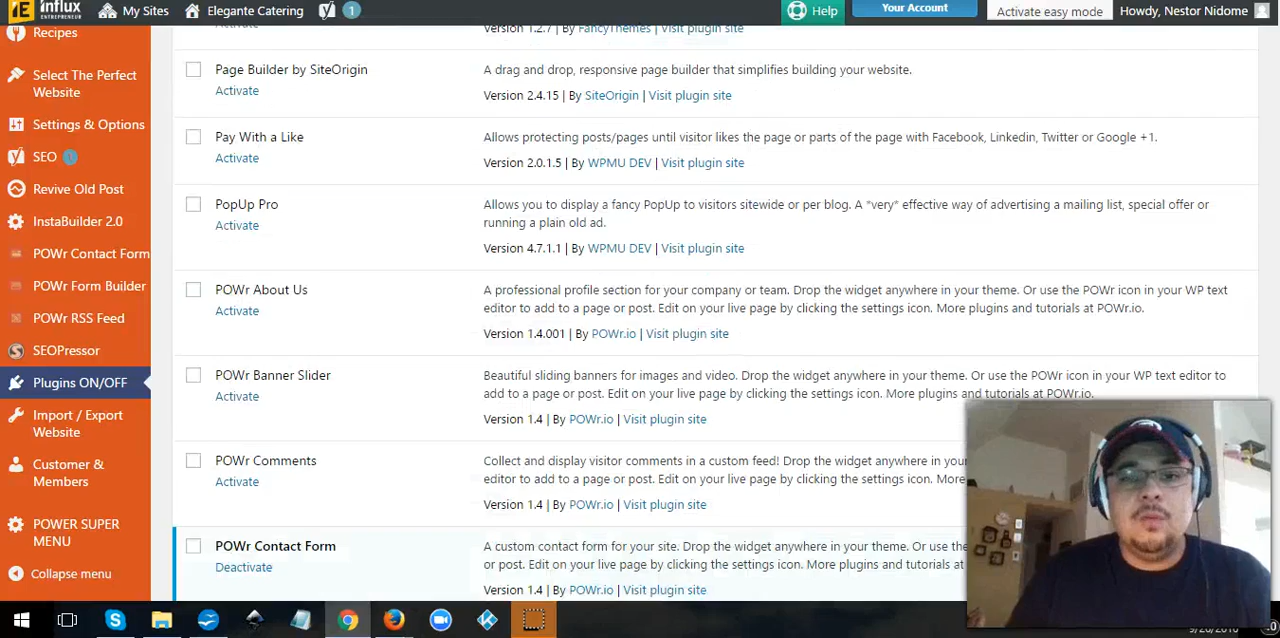 influx
ENTREPRENEUR
My Sites
Elegante Catering
1
Help
Your Account
Activate easy mode
Howdy, Nestor Nidome
Recipes
Select The Perfect
Website
Settings & Options
SEO 1
Revive Old Post
InstaBuilder 2.0
POWr Contact Form
POWr Form Builder
POWr RSS Feed
SEOPressor
Plugins ON/OFF
Import / Export
Website
Customer &
Members
POWER SUPER
MENU
Collapse menu
Activate
Version 1.2.7 | By FancyThemes | Visit plugin site
Page Builder by SiteOrigin
Activate
A drag and drop, responsive page builder that simplifies building your website.
Version 2.4.15 | By SiteOrigin | Visit plugin site
Pay With a Like
Activate
Allows protecting posts/pages until visitor likes the page or parts of the page with Facebook, Linkedin, Twitter or Google +1.
Version 2.0.1.5 | By WPMU DEV | Visit plugin site
PopUp Pro
Activate
Allows you to display a fancy PopUp to visitors sitewide or per blog. A *very* effective way of advertising a mailing list, special offer or
running a plain old ad.
Version 4.7.1.1 | By WPMU DEV | Visit plugin site
POWr About Us
Activate
A professional profile section for your company or team. Drop the widget anywhere in your theme. Or use the POWr icon in your WP text
editor to add to a page or post. Edit on your live page by clicking the settings icon. More plugins and tutorials at POWr.io.
Version 1.4.001 | By POWr.io | Visit plugin site
POWr Banner Slider
Activate
Beautiful sliding banners for images and video. Drop the widget anywhere in your theme. Or use the POWr icon in your WP text editor to
add to a page or post. Edit on your live page by clicking the settings icon. More plugins and tutorials at POWr.io.
Version 1.4 | By POWr.io | Visit plugin site
POWr Comments
Activate
Collect and display visitor comments in a custom feed! Drop the widget anywhere in your
editor to add to a page or post. Edit on your live page by clicking the settings icon. More
Version 1.4 | By POWr.io | Visit plugin site
POWr Contact Form
Deactivate
A custom contact form for your site. Drop the widget anywhere in your theme. Or use the
or post. Edit on your live page by clicking the settings icon. More plugins and tutorials at
Version 1.4 | By POWr.io | Visit plugin site